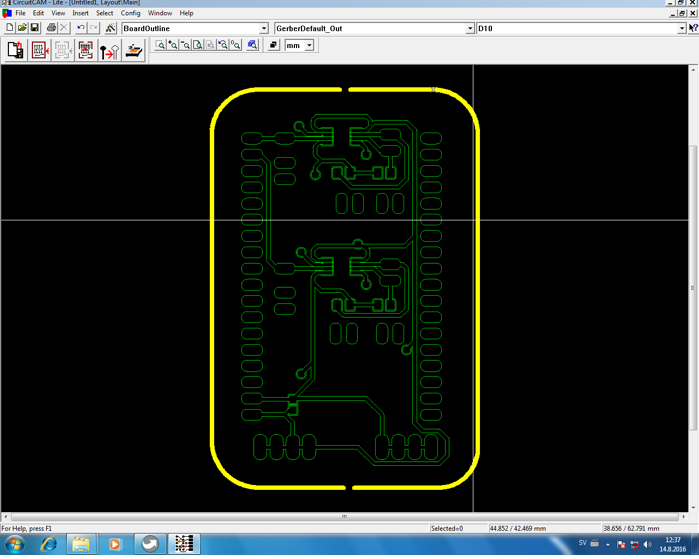 CircuitCAM - Lite - [Untitled1, Layout\Main]
File Edit View Insert Select Config Window Help
BoardOutline GerberDefault_Out D10
mm
For Help, press F1 Selected=0 44.852 / 42.469 mm 38.656 / 62.791 mm
SV 12:37
14.8.2016